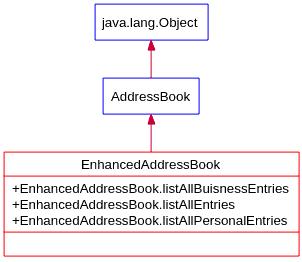 java.lang.Object
AddressBook
EnhancedAddressBook
+EnhancedAddressBook.listAllBuisnessEntries
+EnhancedAddressBook.listAllEntries
+EnhancedAddressBook.listAllPersonalEntries